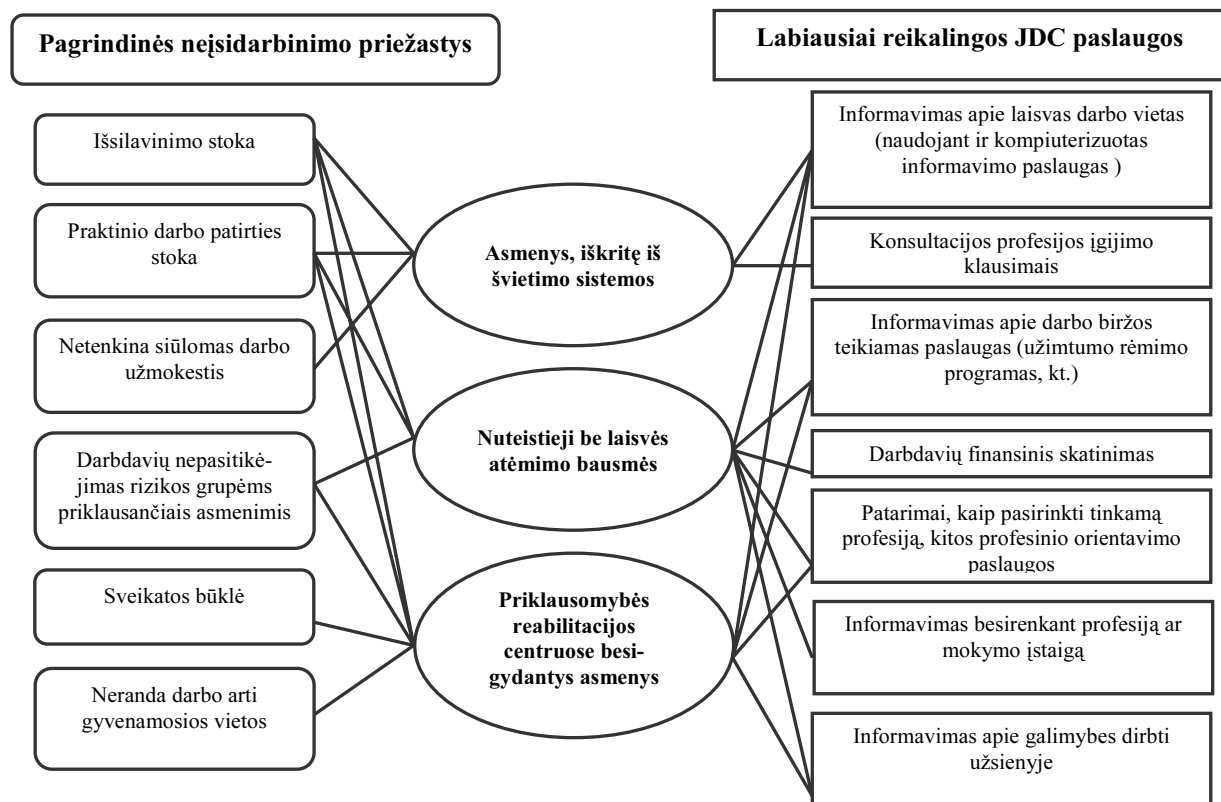 Pagrindinės neįsidarbinimo priežastys
Labiausiai reikalingos JDC paslaugos
Išsilavinimo stoka
Praktinio darbo patirties
stoka
Netenkina siūlomas darbo
užmokestis
Darbdavių nepasitikė-
jimas rizikos grupėms
priklausančiais asmenimis
Sveikatos būklė
Neranda darbo arti
gyvenamosios vietos
Asmenys, iškritę iš
švietimo sistemos
Nuteistieji be laisvės
atėmimo bausmės
Priklausomybės
reabilitacijos
centruose besi-
gydantys asmenys
Informavimas apie laisvas darbo vietas
(naudojant ir kompiuterizuotas
informavimo paslaugas )
Konsultacijos profesijos įgijimo
klausimais
Informavimas apie darbo biržos
teikiamas paslaugas (užimtumo rėmimo
programas, kt.)
Darbdavių finansinis skatinimas
Patarimai, kaip pasirinkti tinkamą
profesiją, kitos profesinio orientavimo
paslaugos
Informavimas besirenkant profesiją ar
mokymo įstaigą
Informavimas apie galimybes dirbti
užsienyje